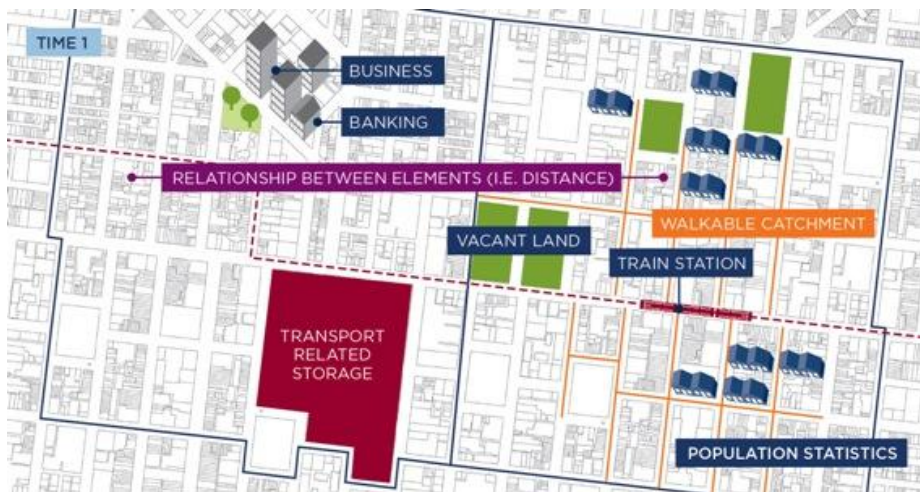 TIME 1
BUSINESS
BANKING
RELATIONSHIP BETWEEN ELEMENTS (I.E. DISTANCE)
WALKABLE CATCHMENT
VACANT LAND
TRAIN STATION
TRANSPORT
RELATED
STORAGE
POPULATION STATISTICS